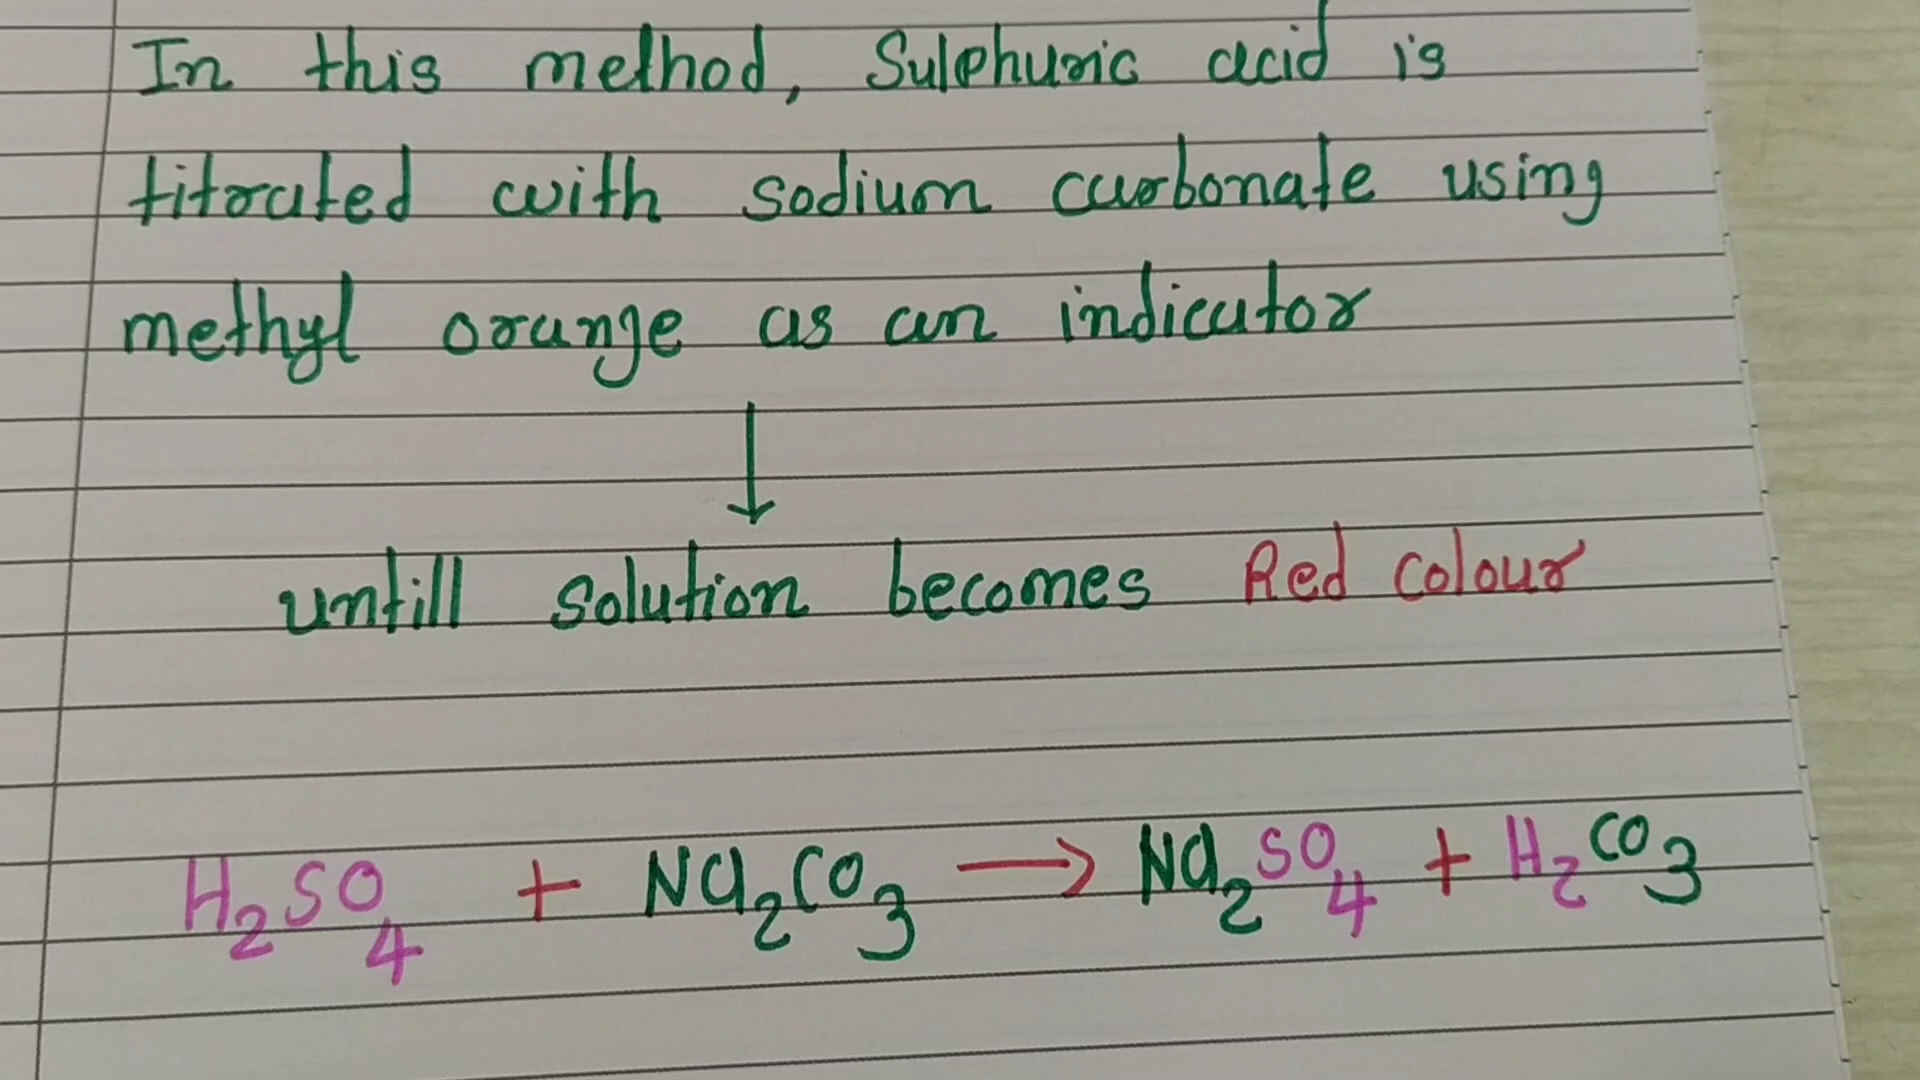 In this method, Sulphuric acid is
titrated with sodium carbonate using
methyl orange as an indicator
↓
untill solution becomes Red colour
H₂SO₄ + Na₂CO₃ → Na₂SO₄ + H₂CO₃